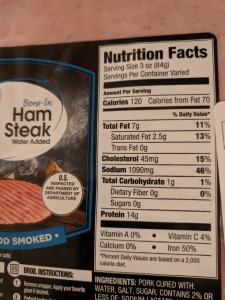 Bone-In
Ham
Steak
Water Added
U.S.
INSPECTED
AND PASSED BY
DEPARTMENT OF
AGRICULTURE
OD SMOKED •
BROIL INSTRUCTIONS:
Nutrition Facts
Serving Size 3 oz (84g)
Servings Per Container Varied
Amount Per Serving
Calories 120 Calories from Fat 70
% Daily Value*
Total Fat 7g 11%
Saturated Fat 2.5g 13%
Trans Fat 0g
Cholesterol 45mg 15%
Sodium 1090mg 46%
Total Carbohydrate 1g 1%
Dietary Fiber 0g 0%
Sugars 0g
Protein 14g
Vitamin A 0% • Vitamin C 4%
Calcium 0% • Iron 50%
*Percent Daily Values are based on a 2,000
calorie diet.
INGREDIENTS: PORK CURED WITH:
WATER, SALT, SUGAR. CONTAINS 2% OR
LESS OF: SODIUM